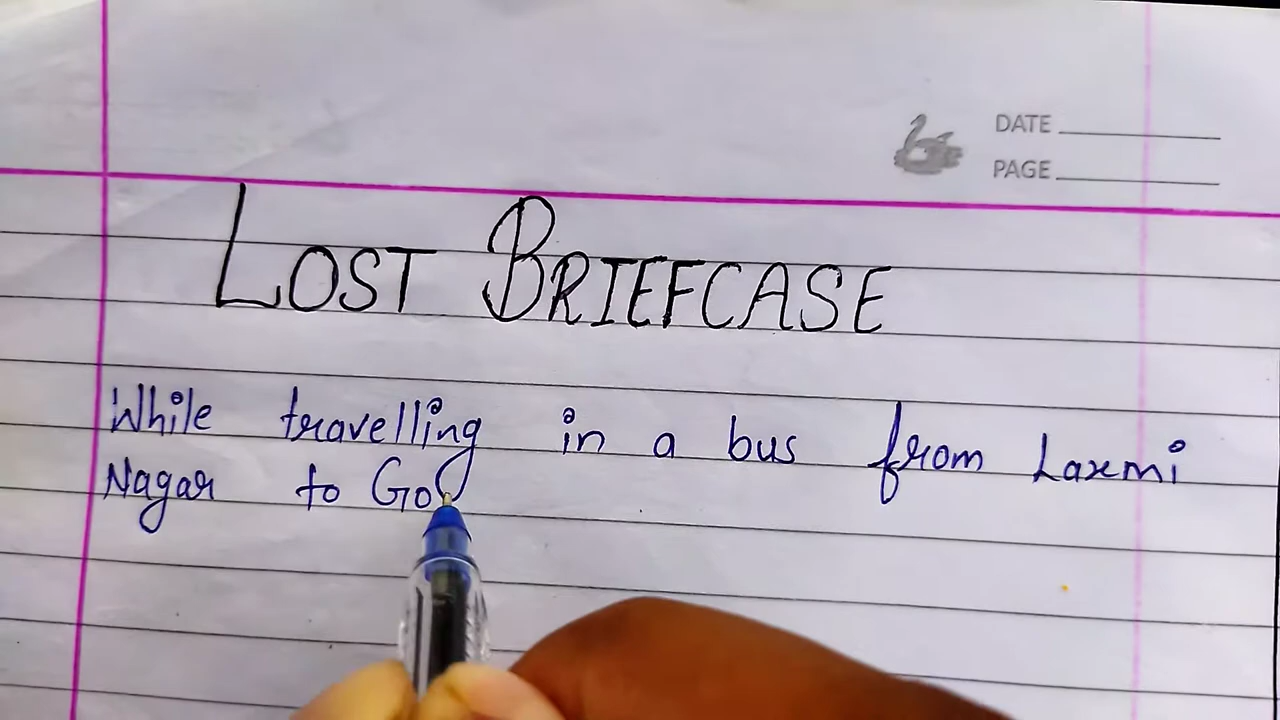 DATE
PAGE
LOST BRIEFCASE
While travelling in a bus from Laxmi
Nagar to Go